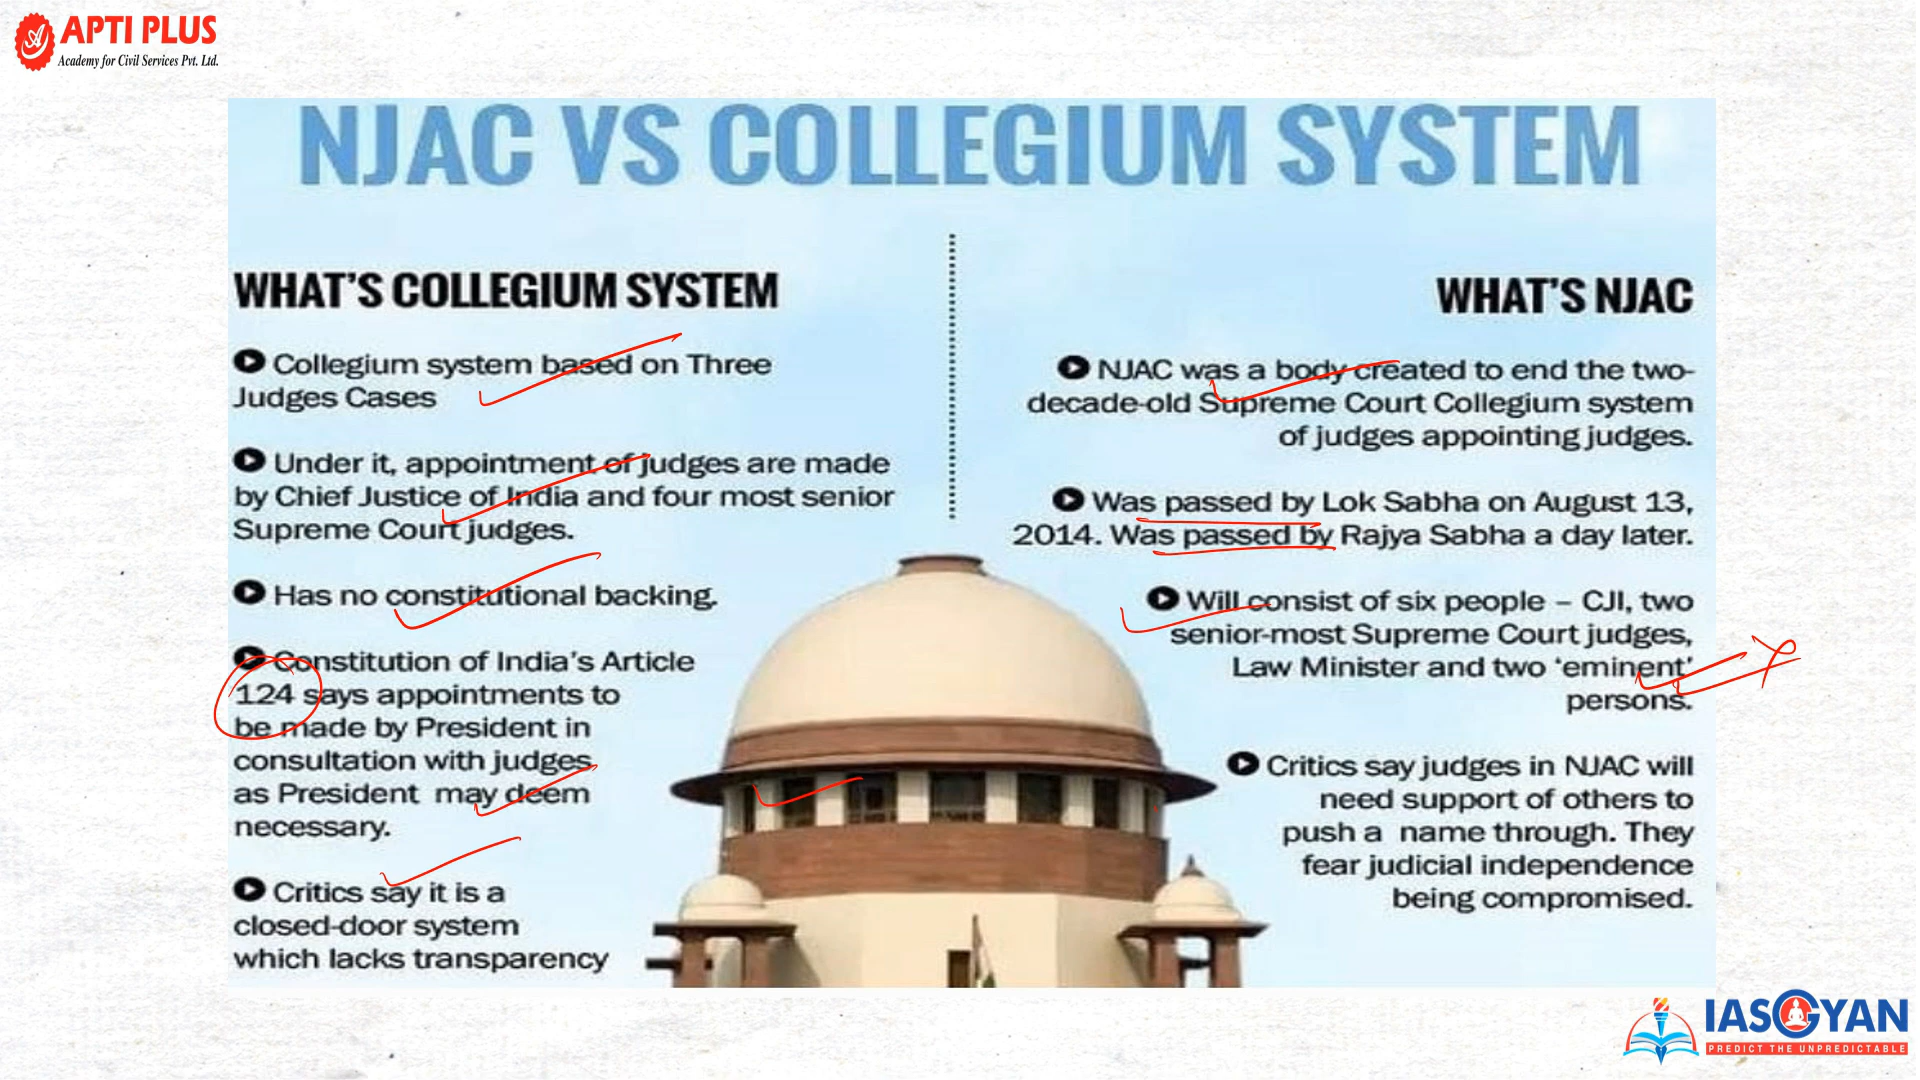 APTI PLUS
Academy for Civil Services Pvt. Ltd.
NJAC VS COLLEGIUM SYSTEM
WHAT'S COLLEGIUM SYSTEM
Collegium system based on Three
Judges Cases
Under it, appointment of judges are made
by Chief Justice of India and four most senior
Supreme Court judges.
Has no constitutional backing.
Constitution of India's Article
124 says appointments to
be made by President in
consultation with judges
as President may deem
necessary.
Critics say it is a
closed-door system
which lacks transparency
WHAT'S NJAC
NJAC was a body created to end the two-
decade-old Supreme Court Collegium system
of judges appointing judges.
Was passed by Lok Sabha on August 13,
2014. Was passed by Rajya Sabha a day later.
Will consist of six people – CJI, two
senior-most Supreme Court judges,
Law Minister and two ‘eminent’
persons.
Critics say judges in NJAC will
need support of others to
push a name through. They
fear judicial independence
being compromised.
IASGYAN
PREDICT THE UNPREDICTABLE